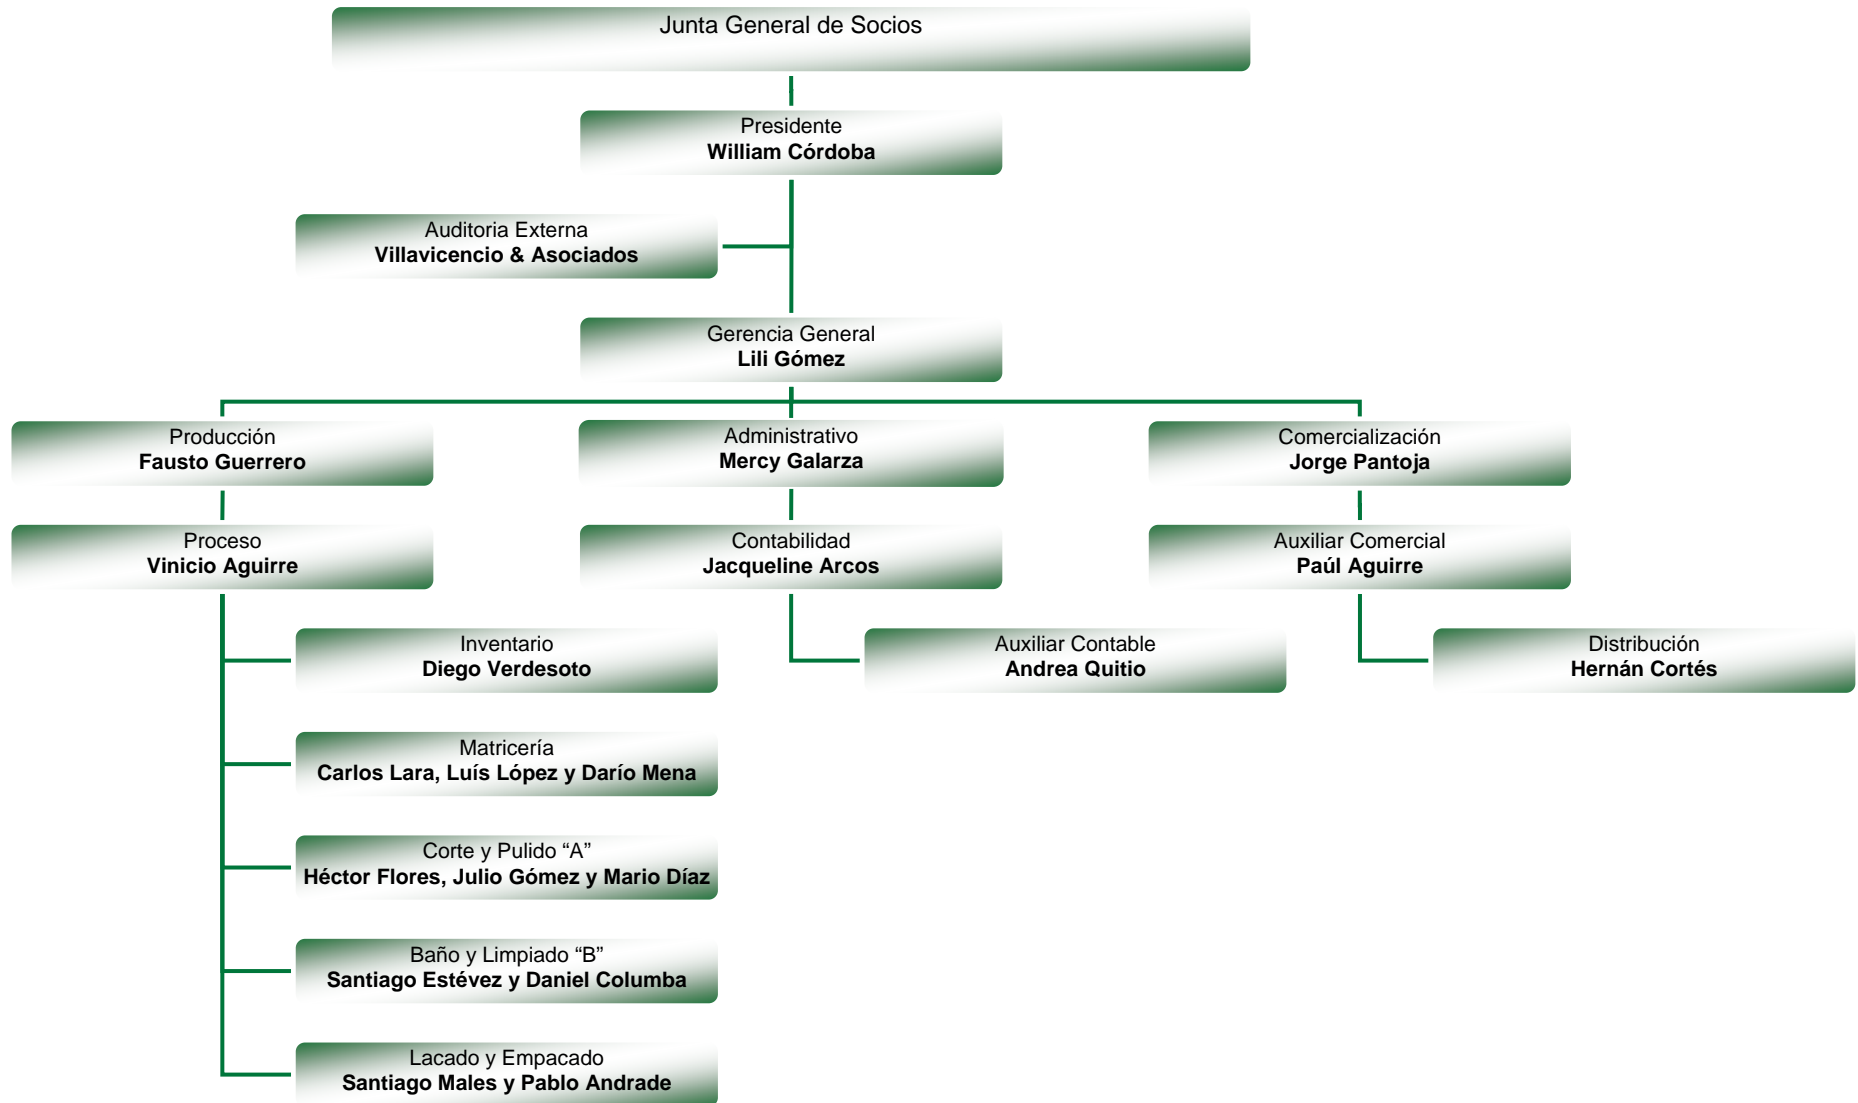 Junta General de Socios
Presidente
William Córdoba
Auditoria Externa
Villavicencio & Asociados
Gerencia General
Lili Gómez
Producción
Fausto Guerrero
Administrativo
Mercy Galarza
Comercialización
Jorge Pantoja
Proceso
Vinicio Aguirre
Contabilidad
Jacqueline Arcos
Auxiliar Comercial
Paúl Aguirre
Inventario
Diego Verdesoto
Auxiliar Contable
Andrea Quitio
Distribución
Hernán Cortés
Matricería
Carlos Lara, Luís López y Darío Mena
Corte y Pulido “A”
Héctor Flores, Julio Gómez y Mario Díaz
Baño y Limpiado “B”
Santiago Estévez y Daniel Columba
Lacado y Empacado
Santiago Males y Pablo Andrade